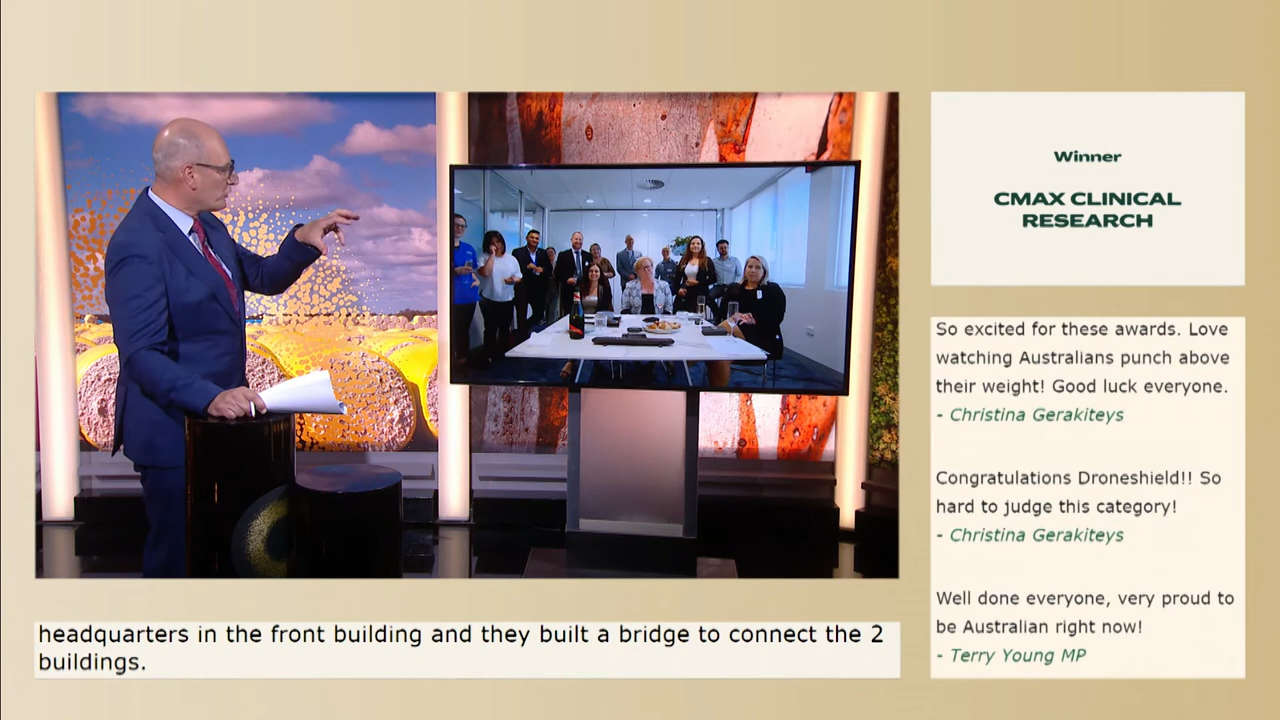 Winner
CMAX CLINICAL
RESEARCH
So excited for these awards. Love
watching Australians punch above
their weight! Good luck everyone.
- Christina Gerakiteys
Congratulations Droneshield!! So
hard to judge this category!
- Christina Gerakiteys
Well done everyone, very proud to
be Australian right now!
- Terry Young MP
headquarters in the front building and they built a bridge to connect the 2
buildings.